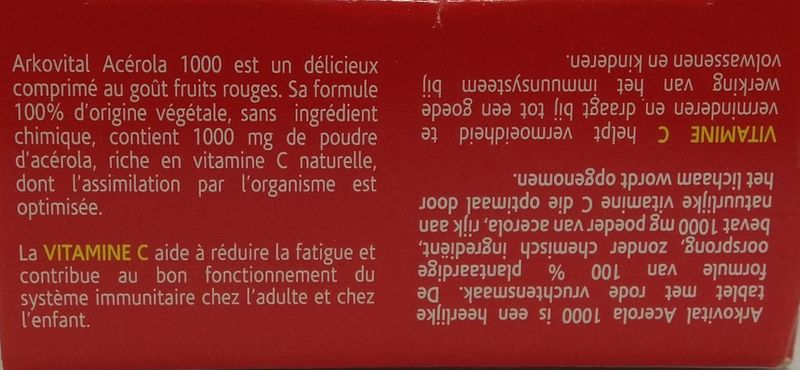 Arkovital Acérola 1000 est un délicieux
comprimé au goût fruits rouges. Sa formule
100% d'origine végétale, sans ingrédient
chimique, contient 1000 mg de poudre
d'acérola, riche en vitamine C naturelle,
dont l'assimilation par l'organisme est
optimisée.
La VITAMINE C aide à réduire la fatigue et
contribue au bon fonctionnement du
système immunitaire chez l'adulte et chez
l'enfant.
Arkovital Acerola 1000 is een heerlijke
tablet met rode vruchtensmaak. De
formule van 100 % plantaardige
oorsprong, zonder chemisch ingrediënt,
bevat 1000 mg poeder van acerola, rijk aan
natuurlijke vitamine C die optimaal door
het lichaam wordt opgenomen.
VITAMINE C helpt vermoeidheid te
verminderen en draagt bij tot een goede
werking van het immuunsysteem bij
volwassenen en kinderen.